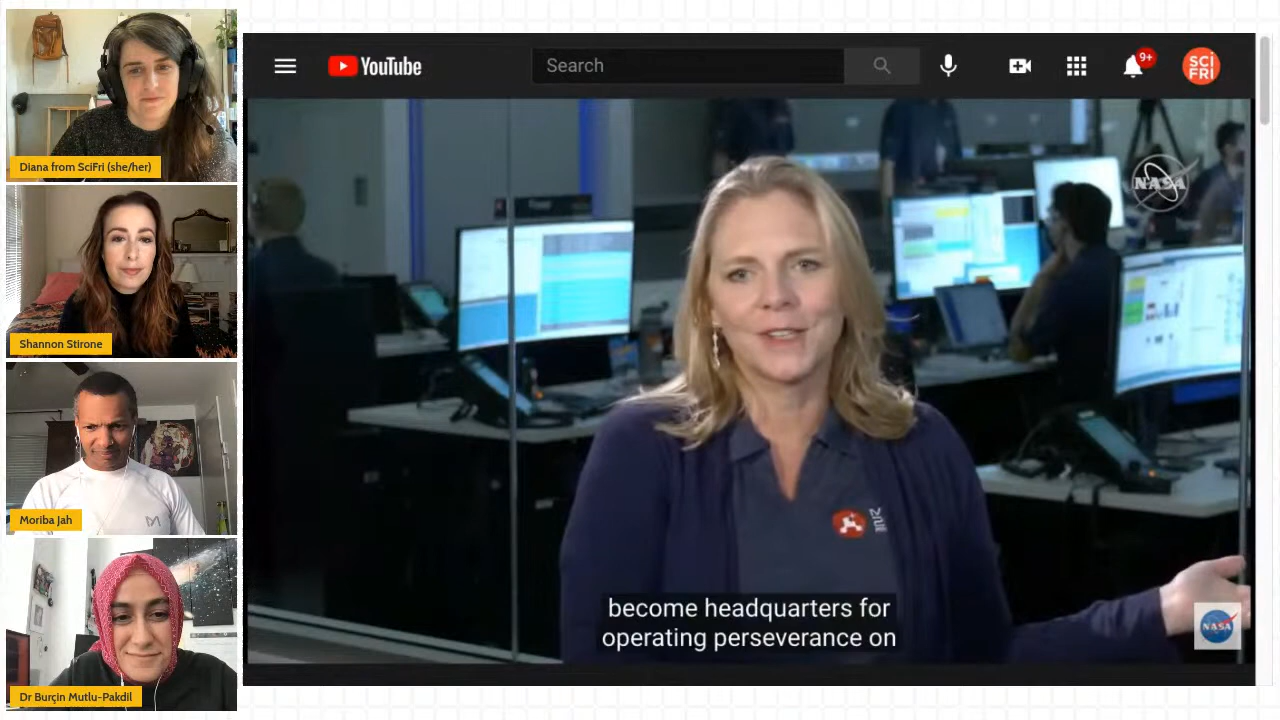 Diana from SciFri (she/her)
Shannon Stirone
Moriba Jah
Dr Burçin Mutlu-Pakdil
YouTube
Search
9+
SCI
FRI
NASA
become headquarters for
operating perseverance on
NASA